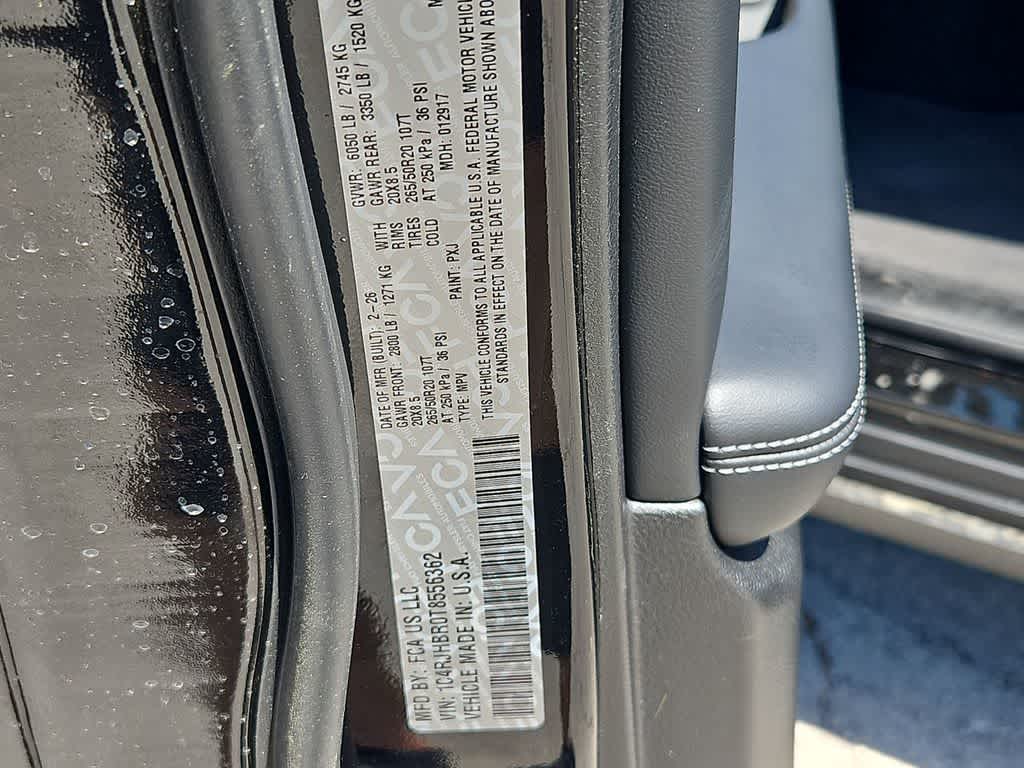 MFD BY: FCA US LLC
DATE OF MFR (BUILT): 2-26
GVWR: 6050 LB / 2745 KG
GAWR FRONT: 2800 LB / 1271 KG
WITH
GAWR REAR: 3350 LB / 1520 KG
20X8.5
RIMS
20X8.5
265/50R20 107T
TIRES
265/50R20 107T
AT 250 kPa / 36 PSI
COLD
AT 250 kPa / 36 PSI
VIN: 1C4RJHBR0T8556362
TYPE: MPV
PAINT: PXJ
MDH: 012917
VEHICLE MADE IN: U.S.A.
THIS VEHICLE CONFORMS TO ALL APPLICABLE U.S.A. FEDERAL MOTOR
STANDARDS IN EFFECT ON THE DATE OF MANUFACTURE SHOWN